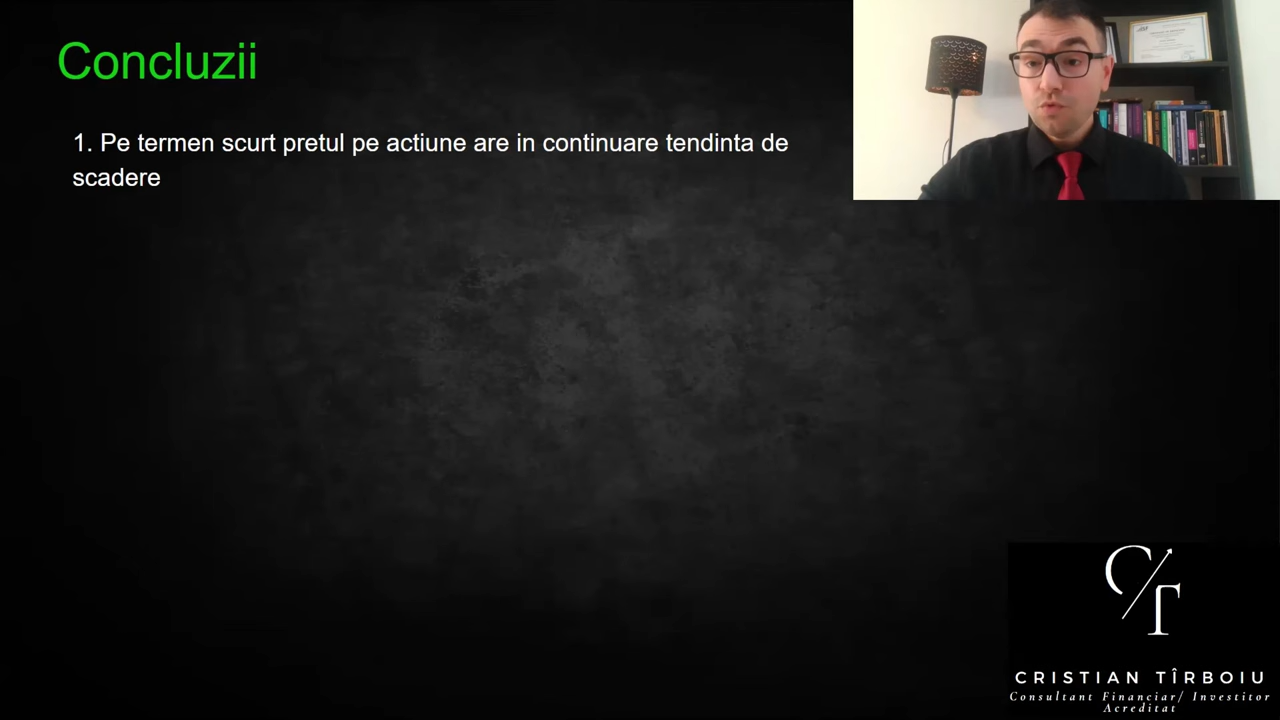 Concluzii
1. Pe termen scurt pretul pe actiune are in continuare tendinta de
scadere
CRISTIAN TÎRBOIU
Consultant Financiar/ Investitor
Acreditat